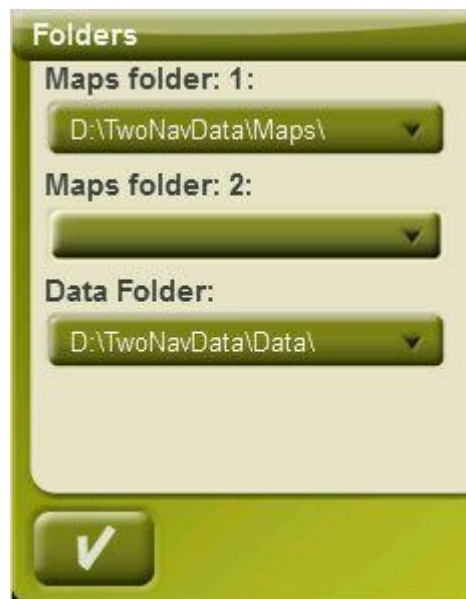 Folders
Maps folder: 1:
D:\TwoNavData\Maps\
Maps folder: 2:
Data Folder:
D:\TwoNavData\Data\